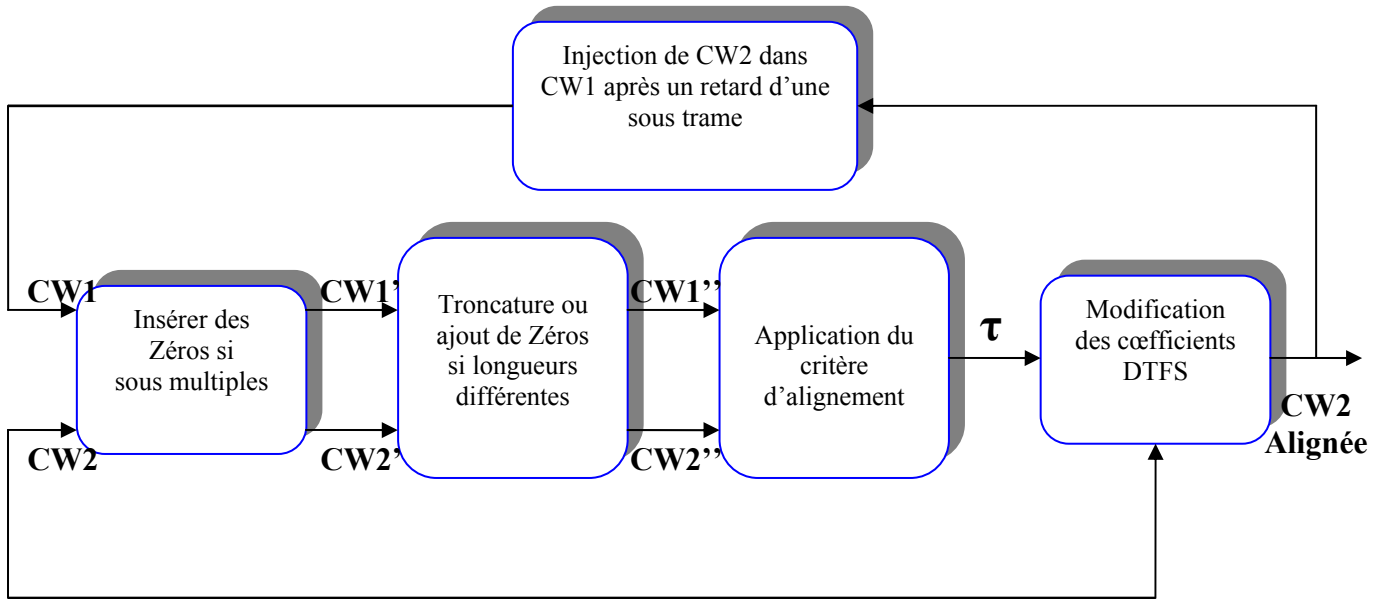 Injection de CW2 dans
CW1 après un retard d’une
sous trame
CW1
Insérer des
Zéros si
sous multiples
CW2
CW1’
CW2’
Troncature ou
ajout de Zéros
si longueurs
différentes
CW1’’
CW2’’
Application du
critère
d’alignement
τ
Modification
des cœfficients
DTFS
CW2
Alignée